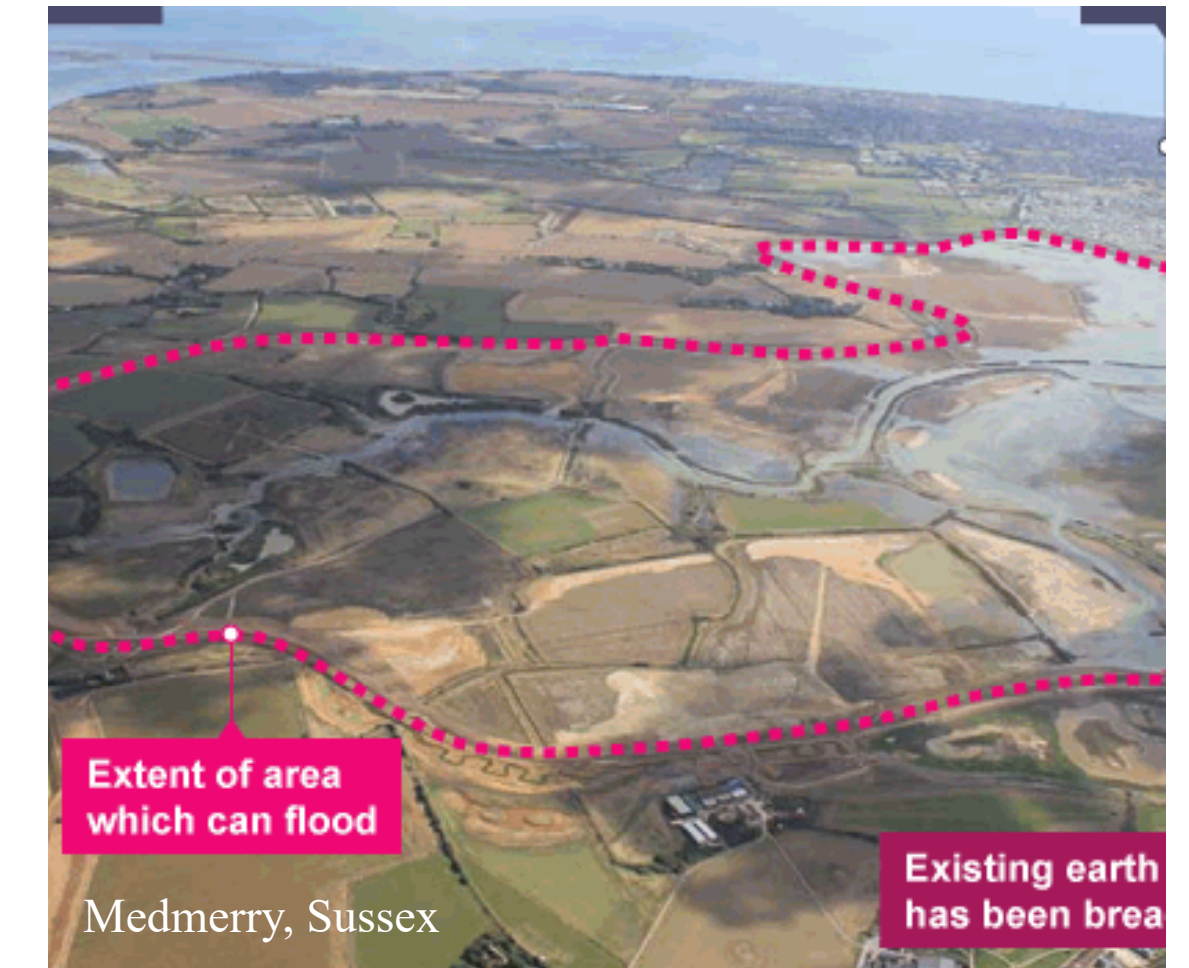 Extent of area
which can flood
Existing earth
has been brea
Medmerry, Sussex